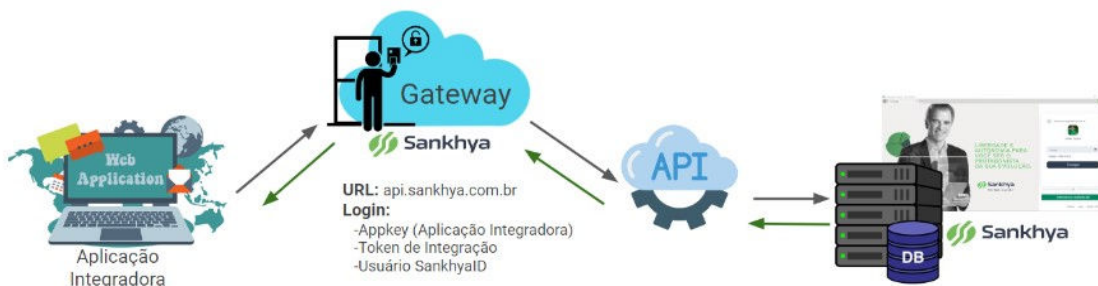 Web
Application
Aplicação
Integradora
Gateway
Sankhya
URL: api.sankhya.com.br
Login:
-Appkey (Aplicação Integradora)
-Token de Integração
-Usuário SankhyaID
API
DB
Sankhya
Sankhya